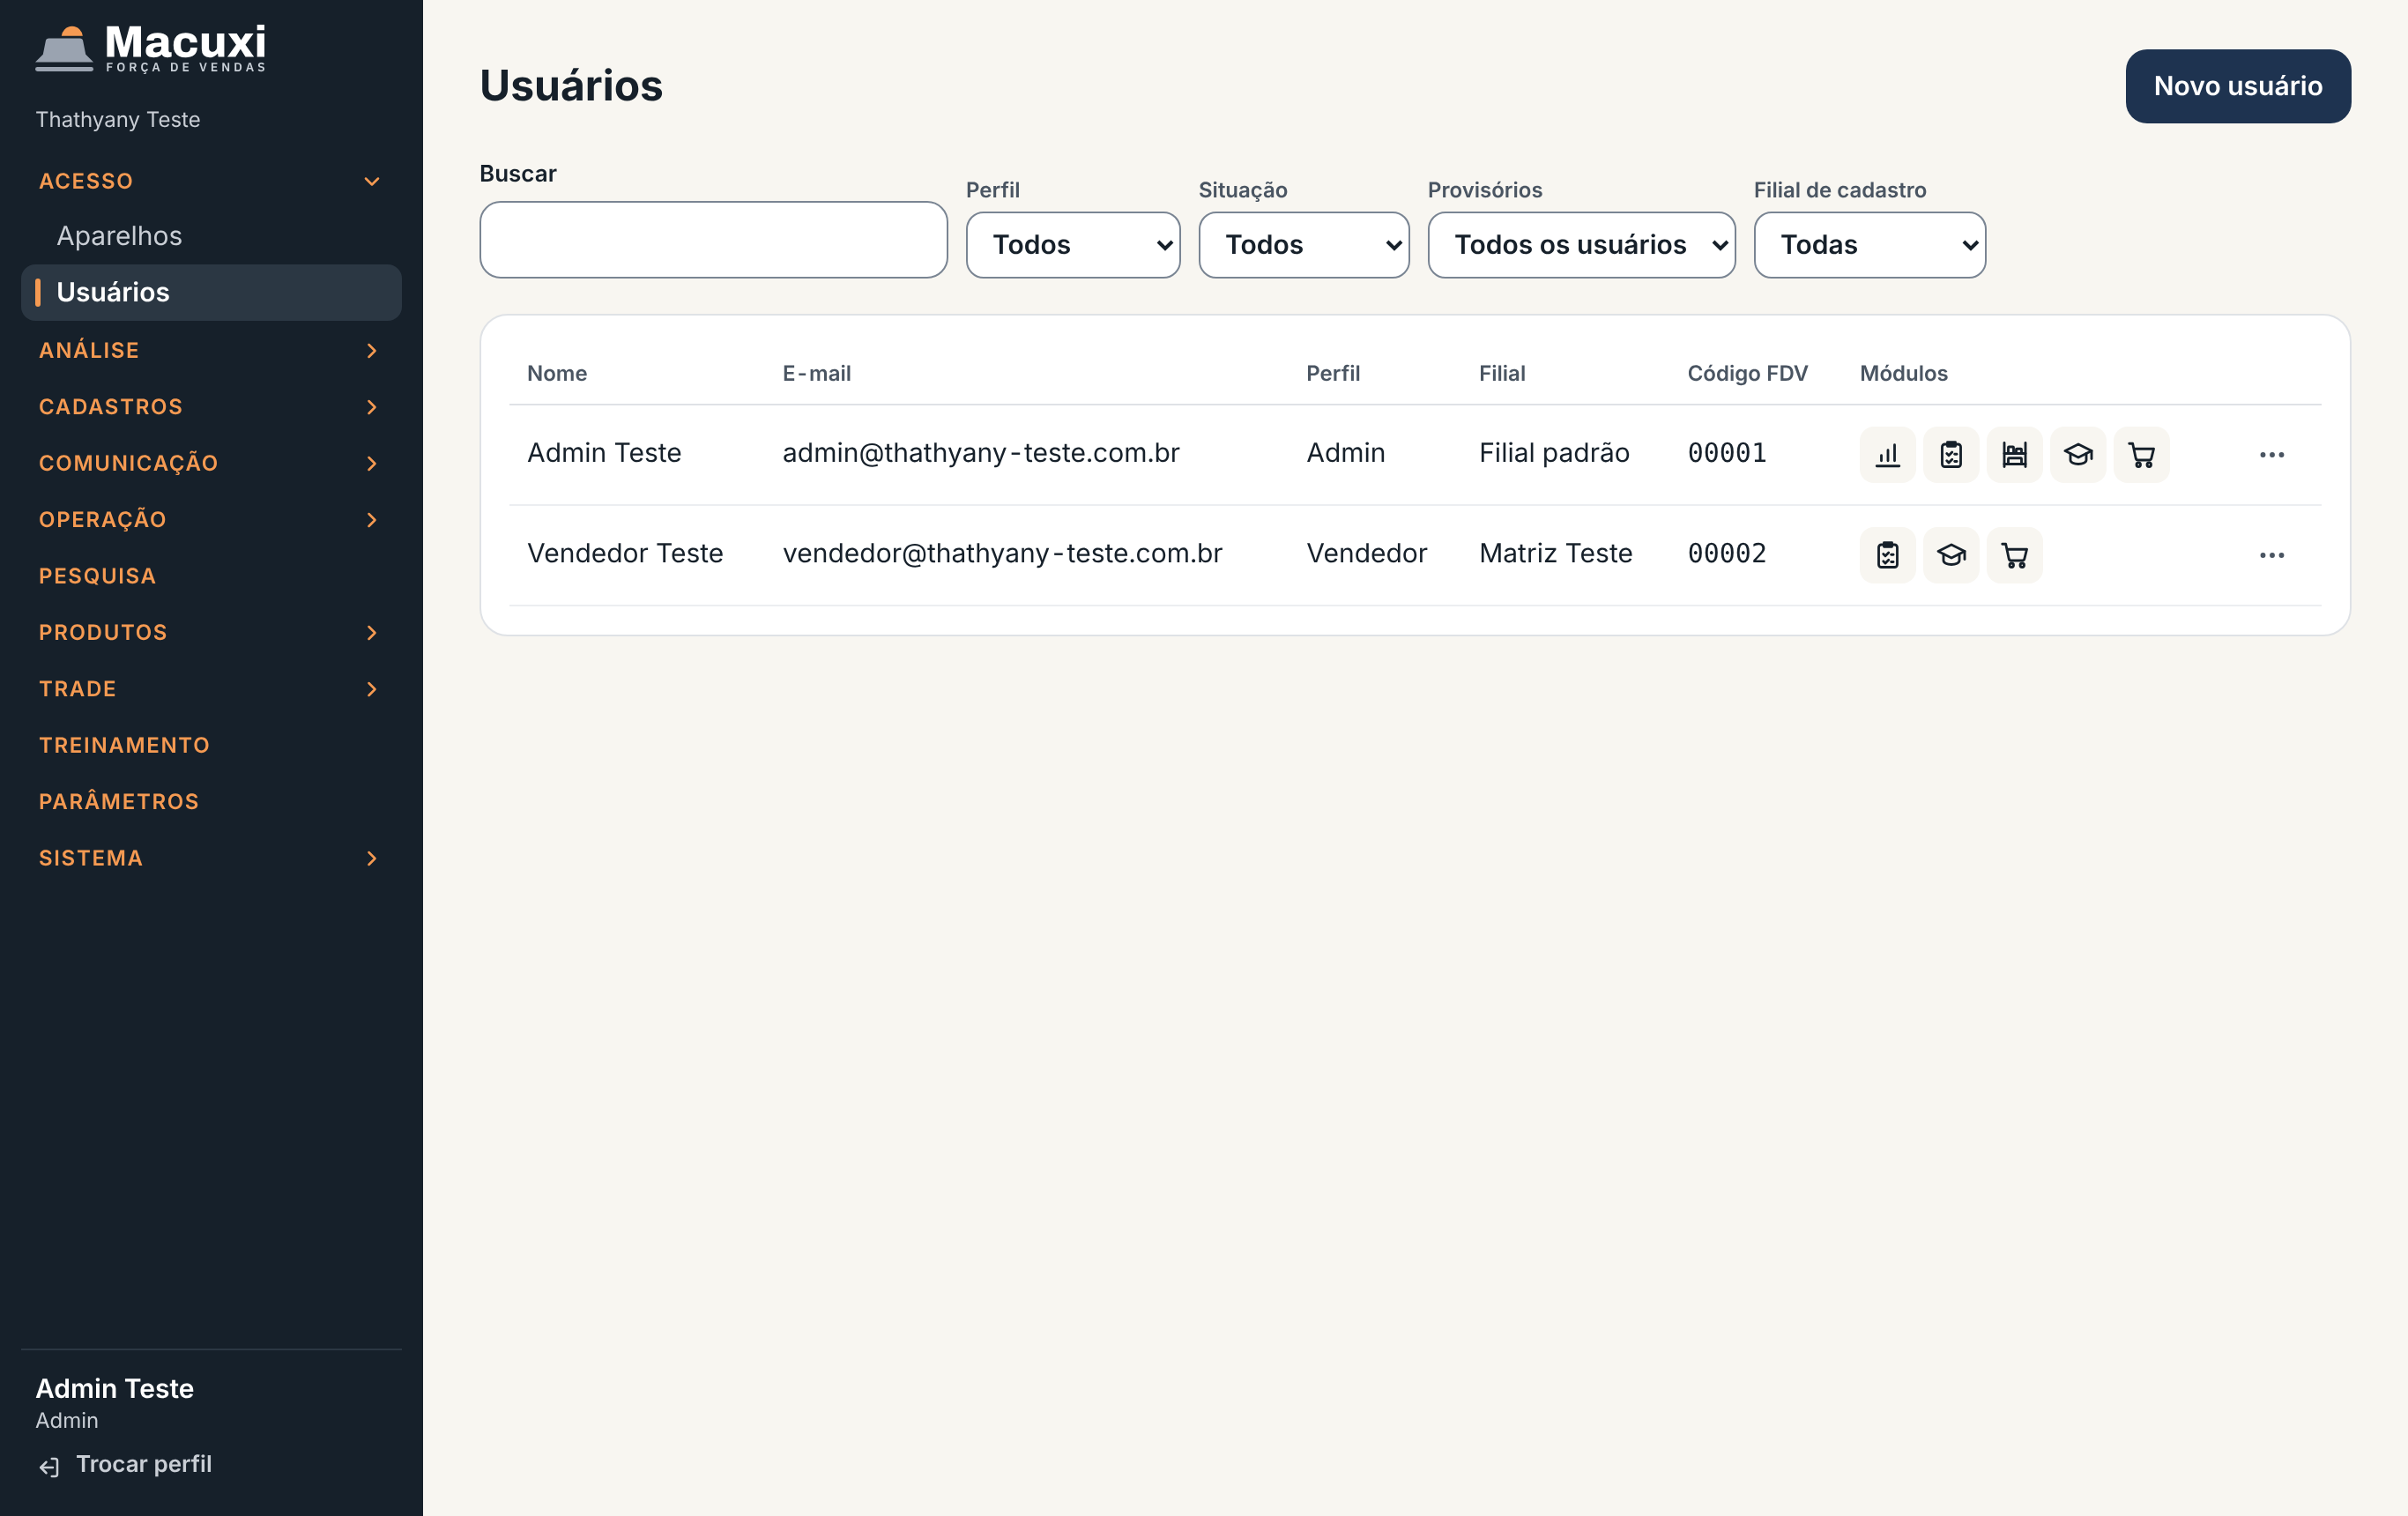 Macuxi
FORÇA DE VENDAS
Thathyany Teste
ACESSO
Aparelhos
Usuários
ANÁLISE
CADASTROS
COMUNICAÇÃO
OPERAÇÃO
PESQUISA
PRODUTOS
TRADE
TREINAMENTO
PARÂMETROS
SISTEMA
Admin Teste
Admin
Trocar perfil
Usuários
Novo usuário
Buscar
Perfil Situação Provisórios Filial de cadastro
Todos Todos Todos os usuários Todas
Nome E-mail Perfil Filial Código FDV Módulos
Admin Teste admin@thathyany-teste.com.br Admin Filial padrão 00001
Vendedor Teste vendedor@thathyany-teste.com.br Vendedor Matriz Teste 00002